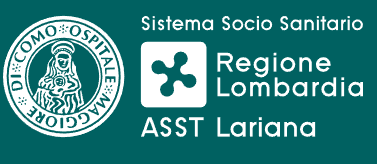 DI COMO OSPITALE MAGGIORE
Sistema Socio Sanitario
Regione
Lombardia
ASST Lariana